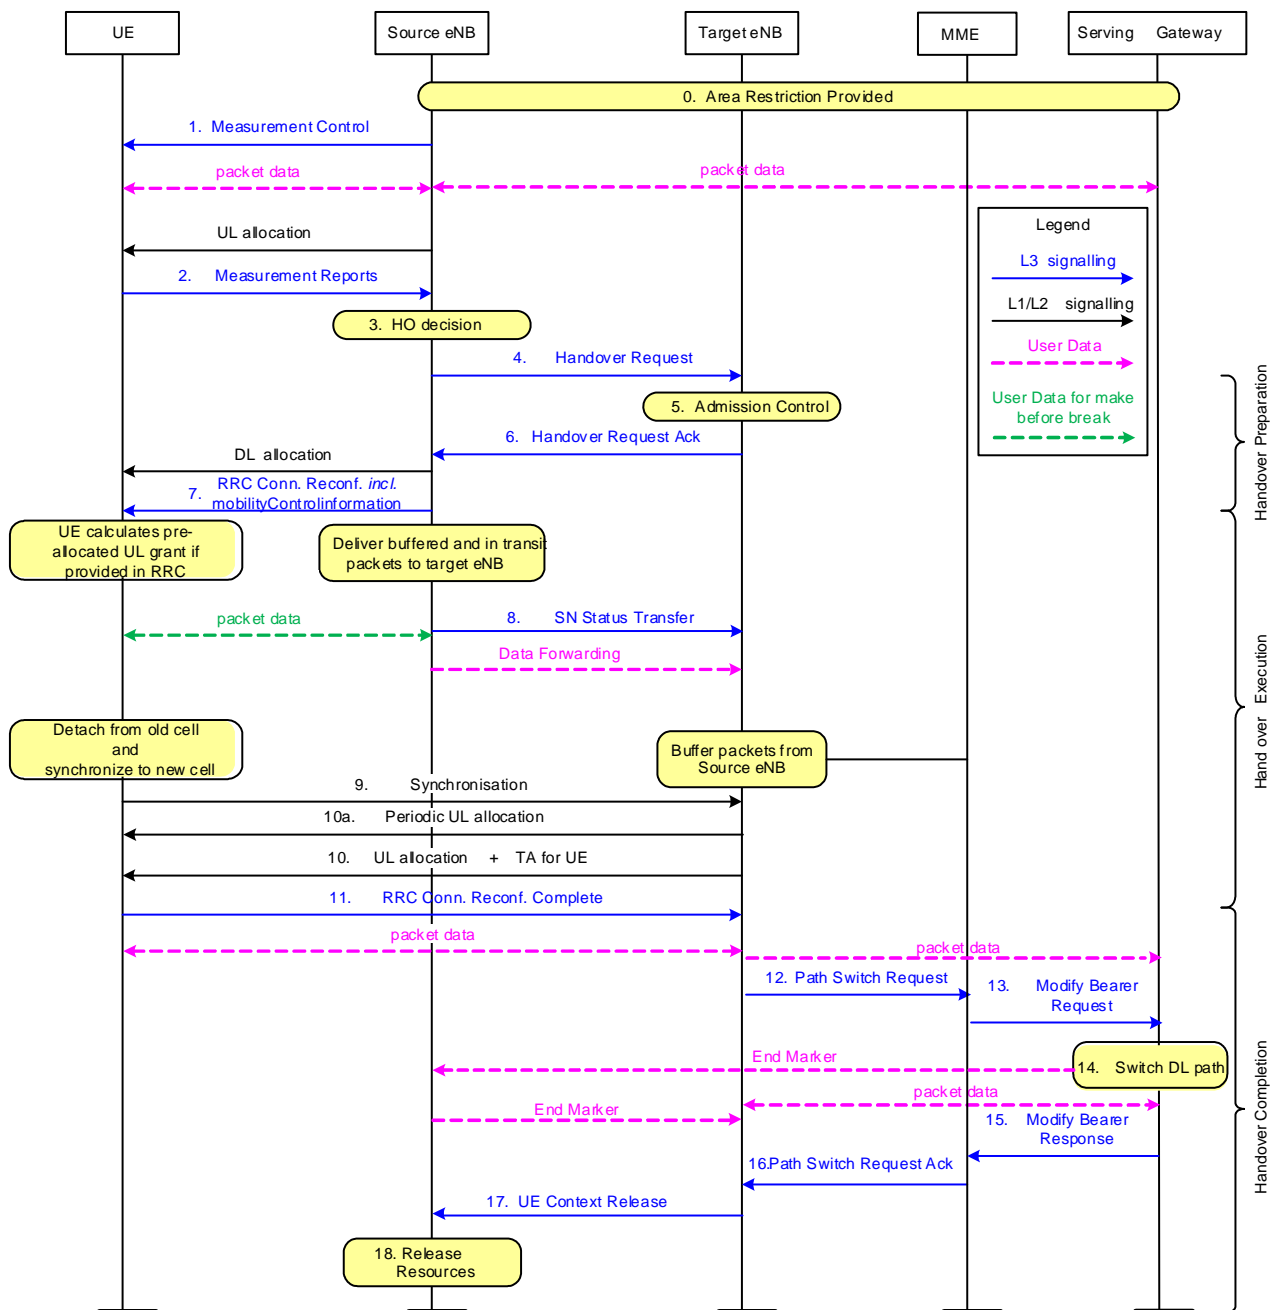 UE
Source eNB
Target eNB
MME
Serving Gateway
0. Area Restriction Provided
1. Measurement Control
packet data
packet data
Legend
L3 signalling
L1/L2 signalling
User Data
User Data for make
before break
UL allocation
2. Measurement Reports
3. HO decision
4. Handover Request
5. Admission Control
6. Handover Request Ack
DL allocation
7. RRC Conn. Reconf. incl.
mobilityControlinformation
Handover Preparation
UE calculates pre-
allocated UL grant if
provided in RRC
Deliver buffered and in transit
packets to target eNB
packet data
8. SN Status Transfer
Data Forwarding
Detach from old cell
and
synchronize to new cell
Buffer packets from
Source eNB
9. Synchronisation
10a. Periodic UL allocation
10. UL allocation + TA for UE
11. RRC Conn. Reconf. Complete
Hand over Execution
packet data
packet data
12. Path Switch Request
13. Modify Bearer
Request
End Marker
14. Switch DL path
packet data
End Marker
15. Modify Bearer
Response
16.Path Switch Request Ack
17. UE Context Release
18. Release
Resources
Handover Completion